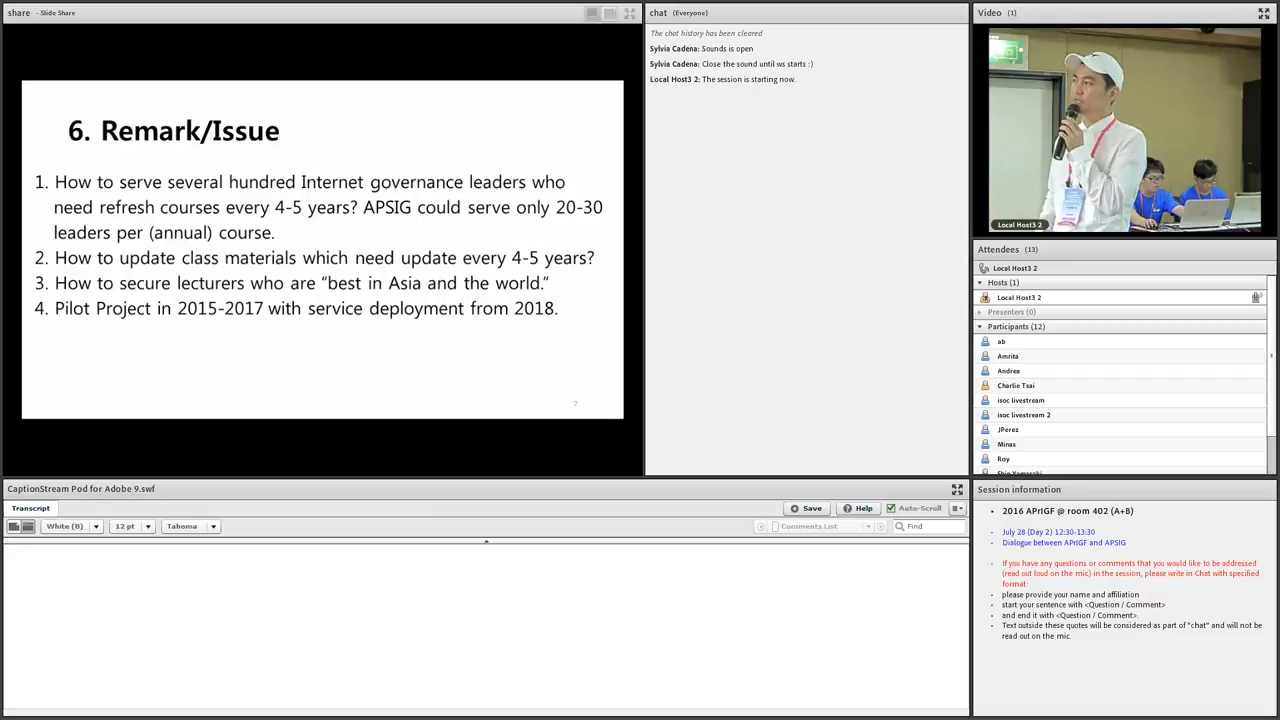 share - Slide Share
6. Remark/Issue
1. How to serve several hundred Internet governance leaders who
need refresh courses every 4-5 years? APSIG could serve only 20-30
leaders per (annual) course.
2. How to update class materials which need update every 4-5 years?
3. How to secure lecturers who are “best in Asia and the world.”
4. Pilot Project in 2015-2017 with service deployment from 2018.
7
chat (Everyone)
The chat history has been cleared
Sylvia Cadena: Sounds is open
Sylvia Cadena: Close the sound until ws starts :)
Local Host3 2: The session is starting now.
Video (1)
Local Host3 2
Attendees (13)
Local Host3 2
Hosts (1)
Local Host3 2
Presenters (0)
Participants (12)
ab
Amrita
Andrea
Charlie Tsai
isoc livestream
isoc livestream 2
JPerez
Minas
Roy
CaptionStream Pod for Adobe 9.swf
Transcript
Save
Help
Auto-Scroll
White (B)
12 pt
Tahoma
Comments List
Find
Session information
• 2016 APrIGF @ room 402 (A+B)
• July 28 (Day 2) 12:30-13:30
• Dialogue between APrIGF and APSIG
• If you have any questions or comments that you would like to be addressed
(read out loud on the mic) in the session, please write in Chat with specified
format:
• please provide your name and affiliation
• start your sentence with <Question / Comment>
• and end it with <Question / Comment>.
• Text outside these quotes will be considered as part of "chat" and will not be
read out on the mic.